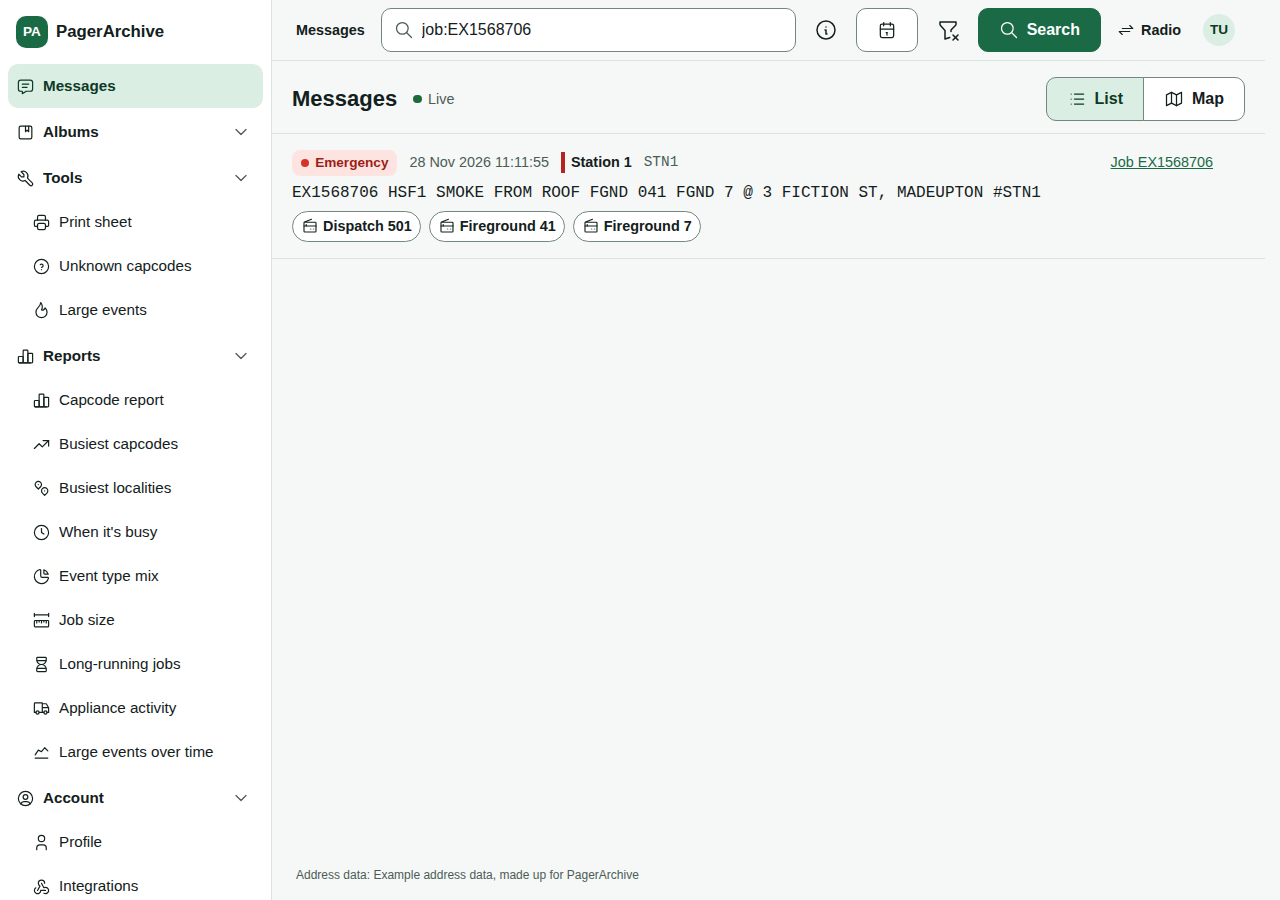 PA PagerArchive
Messages
Albums
Tools
Print sheet
Unknown capcodes
Large events
Reports
Capcode report
Busiest capcodes
Busiest localities
When it's busy
Event type mix
Job size
Long-running jobs
Appliance activity
Large events over time
Account
Profile
Integrations
Messages job:EX1568706 Search Radio TU
Messages Live List Map
Emergency 28 Nov 2026 11:11:55 Station 1 STN1 Job EX1568706
EX1568706 HSF1 SMOKE FROM ROOF FGND 041 FGND 7 @ 3 FICTION ST, MADEUPTON #STN1
Dispatch 501 Fireground 41 Fireground 7
Address data: Example address data, made up for PagerArchive